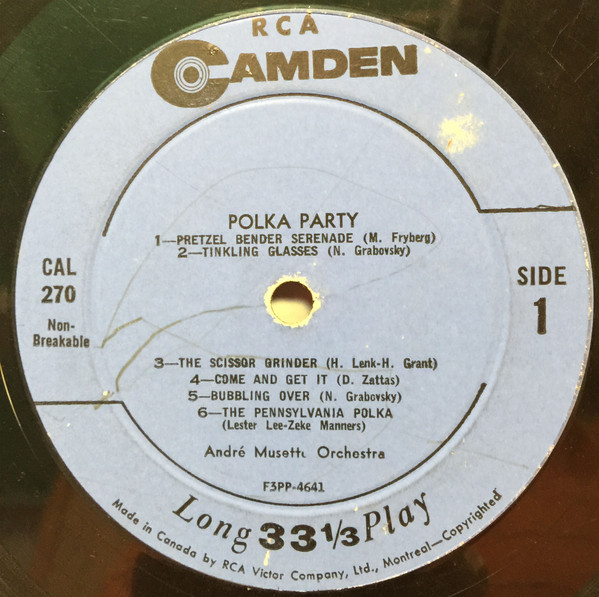 RCA
CAMDEN
POLKA PARTY
1—PRETZEL BENDER SERENADE (M. Fryberg)
2—TINKLING GLASSES (N. Grabovsky)
CAL
270
Non-
Breakable
SIDE
1
3—THE SCISSOR GRINDER (H. Lenk-H. Grant)
4—COME AND GET IT (D. Zattas)
5—BUBBLING OVER (N. Grabovsky)
6—THE PENNSYLVANIA POLKA
(Lester Lee-Zeke Manners)
André Musette Orchestra
F3PP-4641
Long 33 1/3 Play
Made in Canada by RCA Victor Company, Ltd., Montreal—Copyrighted